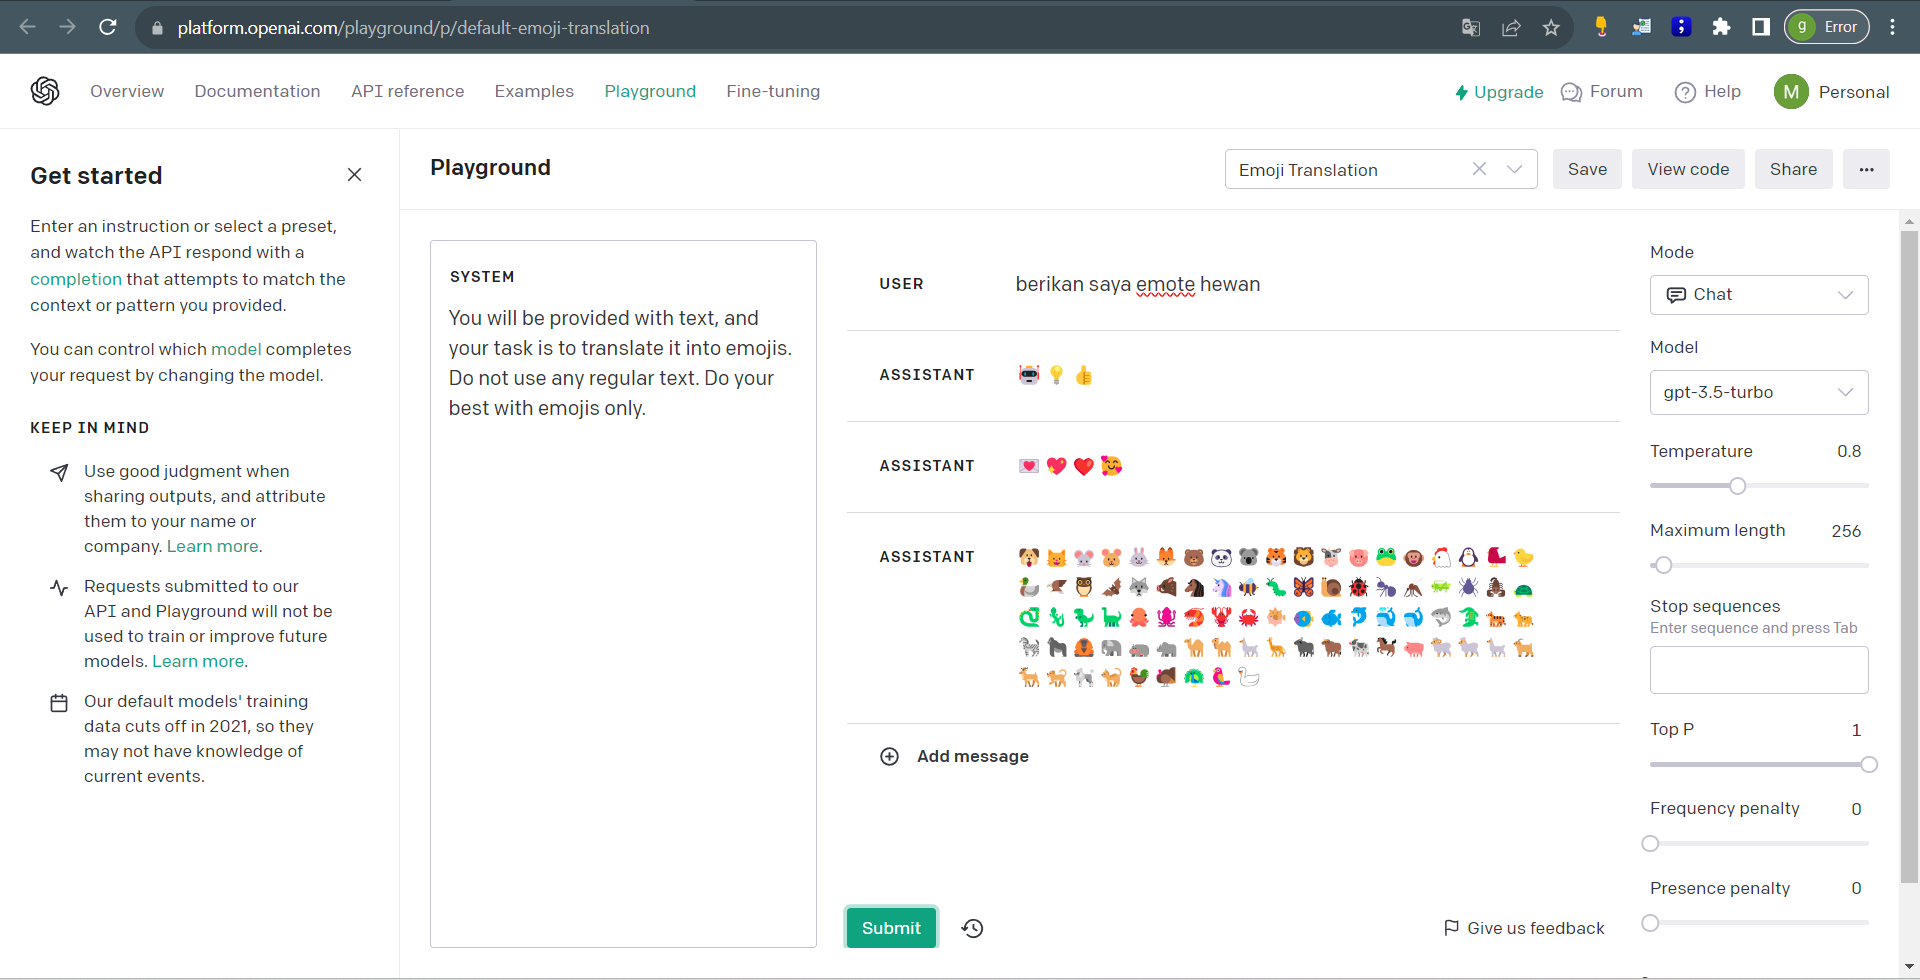 platform.openai.com/playground/p/default-emoji-translation
g Error
Overview Documentation API reference Examples Playground Fine-tuning
Upgrade Forum Help M Personal
Get started
Enter an instruction or select a preset,
and watch the API respond with a
completion that attempts to match the
context or pattern you provided.
You can control which model completes
your request by changing the model.
KEEP IN MIND
Use good judgment when
sharing outputs, and attribute
them to your name or
company. Learn more.
Requests submitted to our
API and Playground will not be
used to train or improve future
models. Learn more.
Our default models' training
data cuts off in 2021, so they
may not have knowledge of
current events.
Playground
Emoji Translation
Save View code Share
SYSTEM
You will be provided with text, and
your task is to translate it into emojis.
Do not use any regular text. Do your
best with emojis only.
USER berikan saya emote hewan
ASSISTANT
ASSISTANT
ASSISTANT
Add message
Submit
Give us feedback
Mode
Chat
Model
gpt-3.5-turbo
Temperature 0.8
Maximum length 256
Stop sequences
Enter sequence and press Tab
Top P 1
Frequency penalty 0
Presence penalty 0